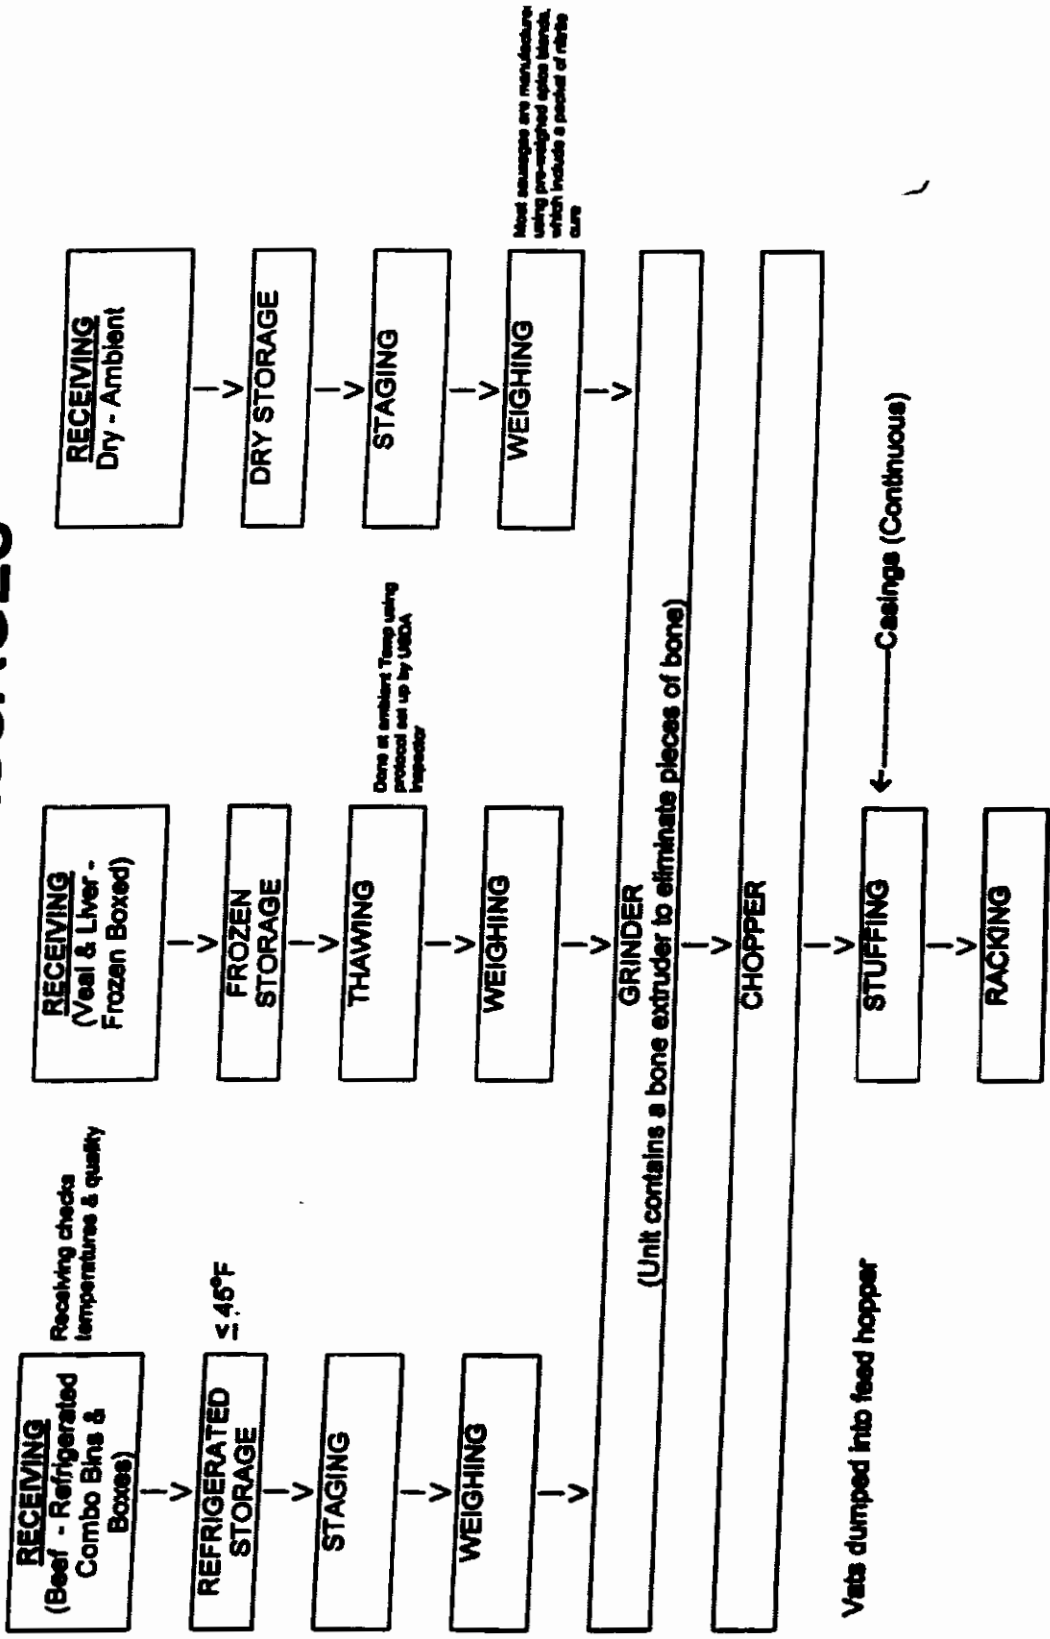 RECEIVING
(Beef - Refrigerated
Combo Bins &
Boxes)
Receiving checks
temperatures & quality
REFRIGERATED
STORAGE
< 45°F
STAGING
WEIGHING
RECEIVING
(Veal & Liver -
Frozen Boxed)
FROZEN
STORAGE
THAWING
Done at ambient Temp using
protocol set up by USDA
inspector
WEIGHING
RECEIVING
Dry - Ambient
DRY STORAGE
STAGING
WEIGHING
Most sausages are manufacture
using pre-weighed spice blends,
which include a packet of nitrite
cure
GRINDER
(Unit contains a bone extruder to eliminate pieces of bone)
CHOPPER
Vats dumped into feed hopper
STUFFING
Casings (Continuous)
RACKING